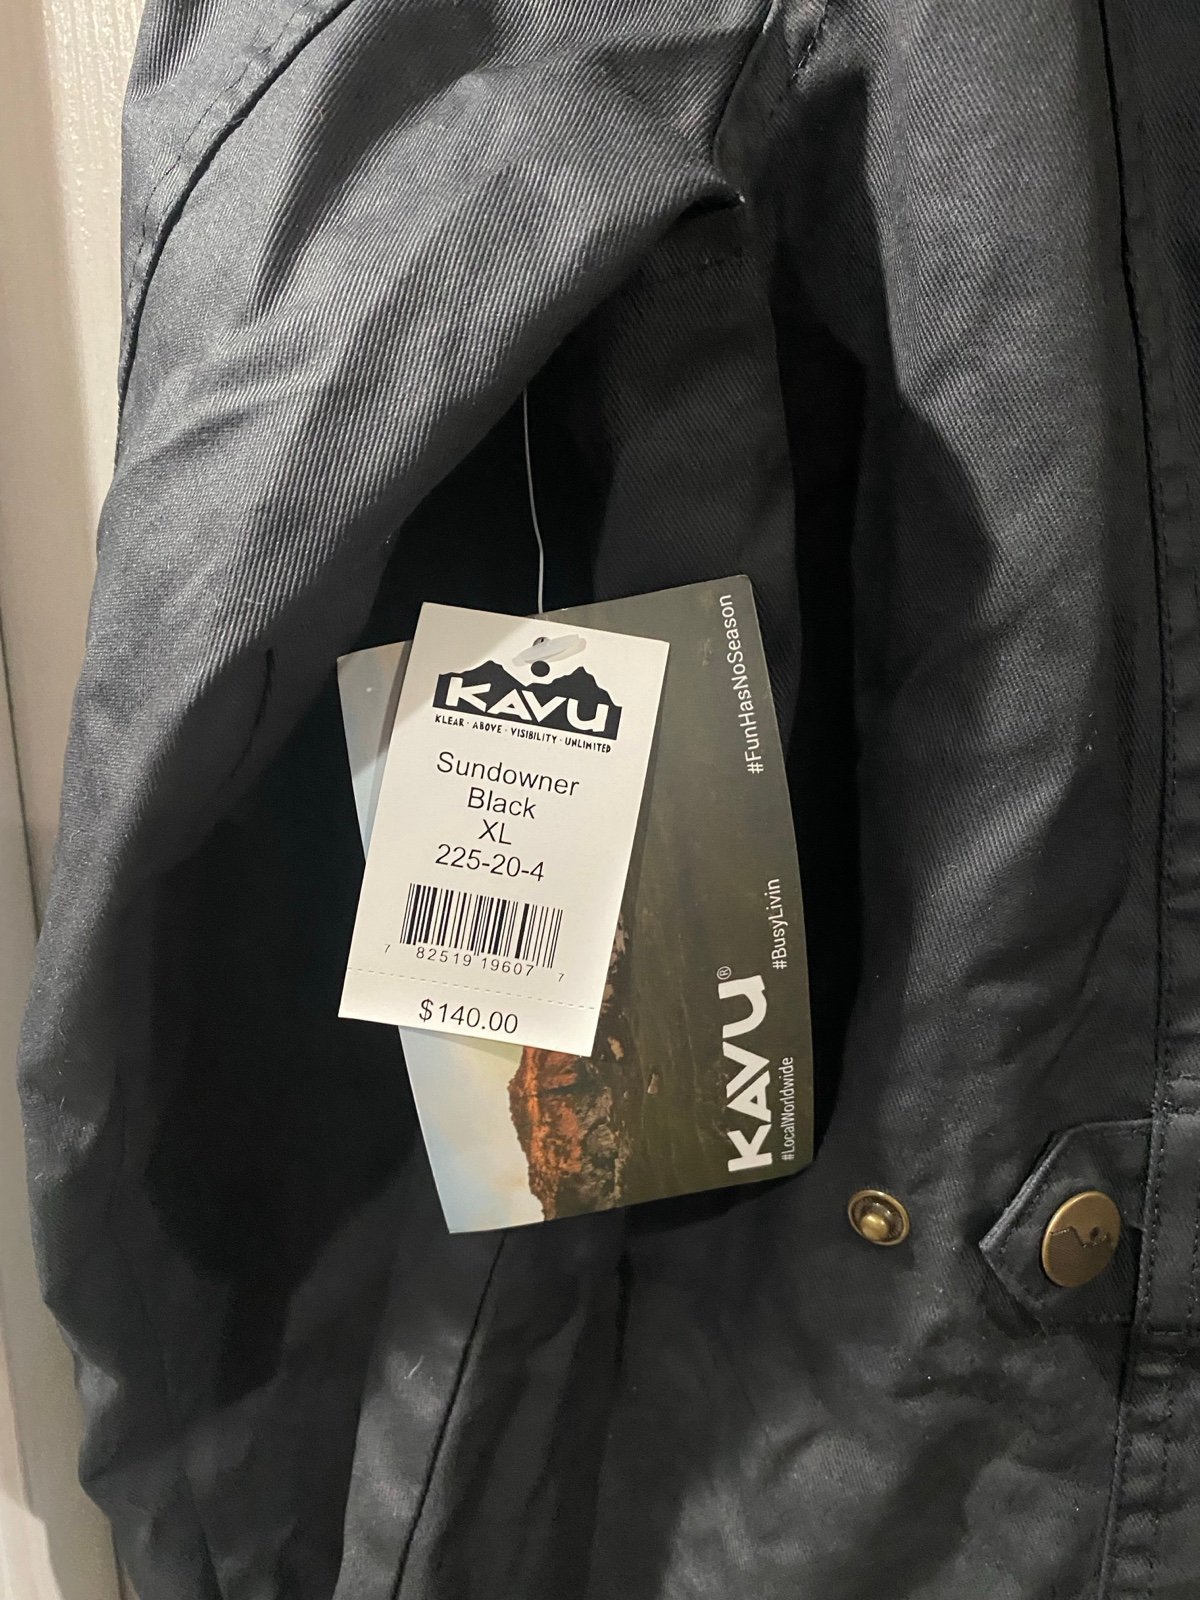 KAVU
KLEAR · ABOVE · VISIBILITY · UNLIMITED
Sundowner
Black
XL
225-20-4
7 82519 19607 7
$140.00
#FunHasNoSeason
#BusyLivin
KAVU®
#LocalWorldwide